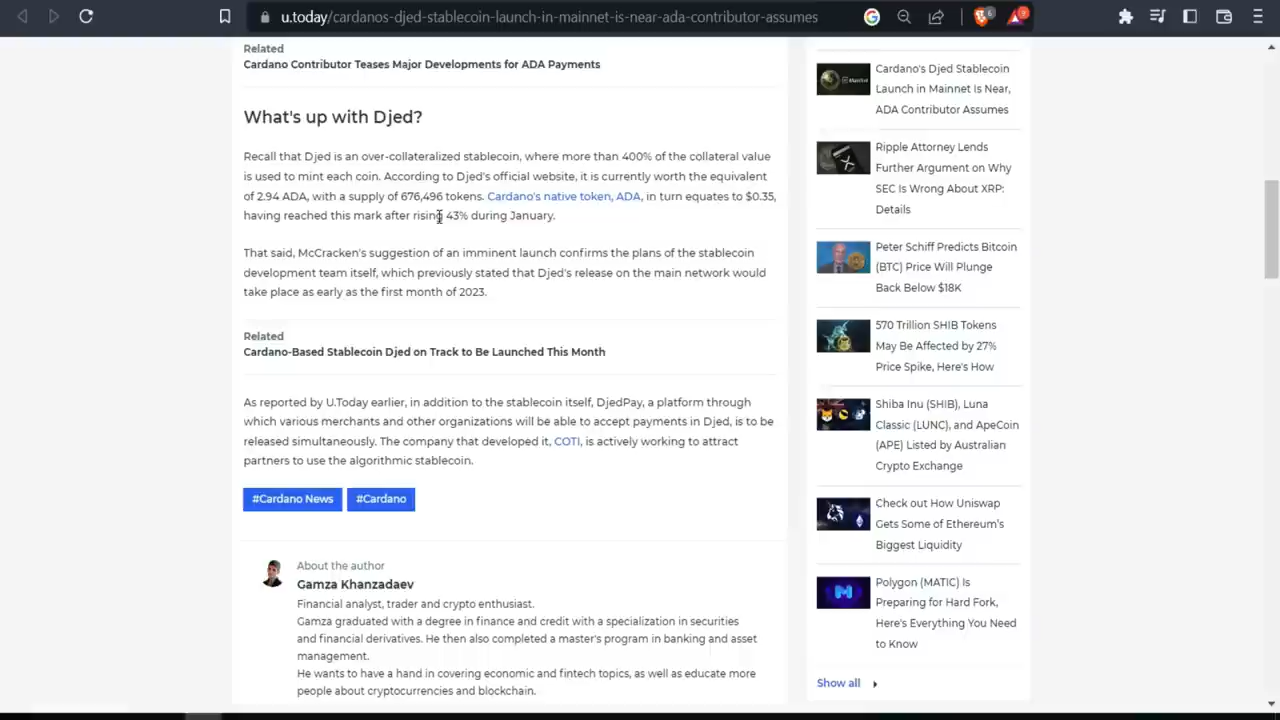 u.today/cardanos-djed-stablecoin-launch-in-mainnet-is-near-ada-contributor-assumes
Related
Cardano Contributor Teases Major Developments for ADA Payments
What's up with Djed?
Recall that Djed is an over-collateralized stablecoin, where more than 400% of the collateral value
is used to mint each coin. According to Djed's official website, it is currently worth the equivalent
of 2.94 ADA, with a supply of 676,496 tokens. Cardano's native token, ADA, in turn equates to $0.35,
having reached this mark after rising 43% during January.
That said, McCracken's suggestion of an imminent launch confirms the plans of the stablecoin
development team itself, which previously stated that Djed's release on the main network would
take place as early as the first month of 2023.
Related
Cardano-Based Stablecoin Djed on Track to Be Launched This Month
As reported by U.Today earlier, in addition to the stablecoin itself, DjedPay, a platform through
which various merchants and other organizations will be able to accept payments in Djed, is to be
released simultaneously. The company that developed it, COTI, is actively working to attract
partners to use the algorithmic stablecoin.
#Cardano News
#Cardano
About the author
Gamza Khanzadaev
Financial analyst, trader and crypto enthusiast.
Gamza graduated with a degree in finance and credit with a specialization in securities
and financial derivatives. He then also completed a master's program in banking and asset
management.
He wants to have a hand in covering economic and fintech topics, as well as educate more
people about cryptocurrencies and blockchain.
Cardano's Djed Stablecoin
Launch in Mainnet Is Near,
ADA Contributor Assumes
Ripple Attorney Lends
Further Argument on Why
SEC Is Wrong About XRP:
Details
Peter Schiff Predicts Bitcoin
(BTC) Price Will Plunge
Back Below $18K
570 Trillion SHIB Tokens
May Be Affected by 27%
Price Spike, Here's How
Shiba Inu (SHIB), Luna
Classic (LUNC), and ApeCoin
(APE) Listed by Australian
Crypto Exchange
Check out How Uniswap
Gets Some of Ethereum's
Biggest Liquidity
Polygon (MATIC) Is
Preparing for Hard Fork,
Here's Everything You Need
to Know
Show all